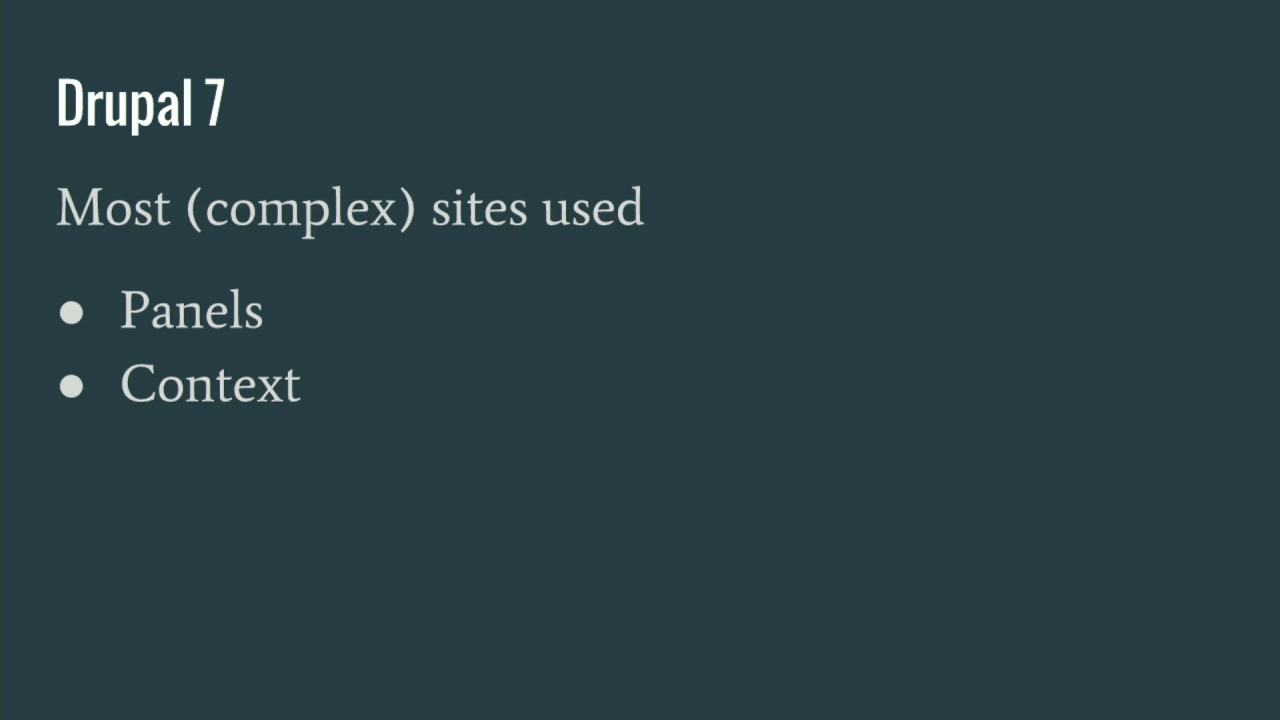 Drupal 7
Most (complex) sites used
● Panels
● Context